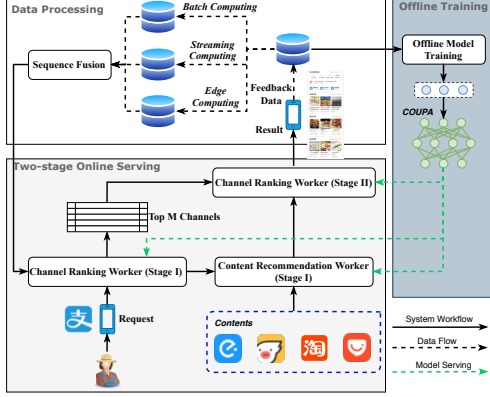 Data Processing
Batch Computing
Streaming
Computing
Edge
Computing
Sequence Fusion
Feedback
Data
Result
Offline Training
Offline Model
Training
COUPA
Two-stage Online Serving
Channel Ranking Worker (Stage II)
Top M Channels
Channel Ranking Worker (Stage I)
Content Recommendation Worker
(Stage I)
支
Request
Contents
淘
System Workflow
Data Flow
Model Serving